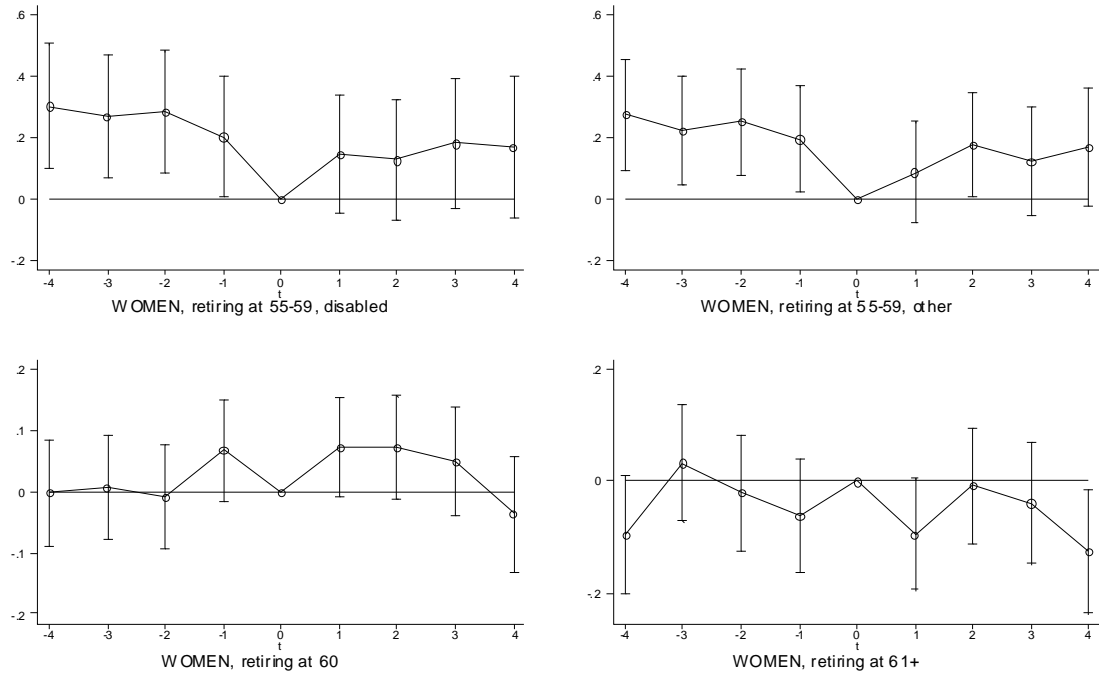 .6 .6
.4 .4
.2 .2
0 0
-.2 -.2
-4 -3 -2 -1 0 1 2 3 4 -4 -3 -2 -1 0 1 2 3 4
t t
WOMEN, retiring at 55-59, disabled WOMEN, retiring at 55-59, other
.2 .2
.1
0 0
-.1
-.2 -.2
-4 -3 -2 -1 0 1 2 3 4 -4 -3 -2 -1 0 1 2 3 4
t t
WOMEN, retiring at 60 WOMEN, retiring at 61+